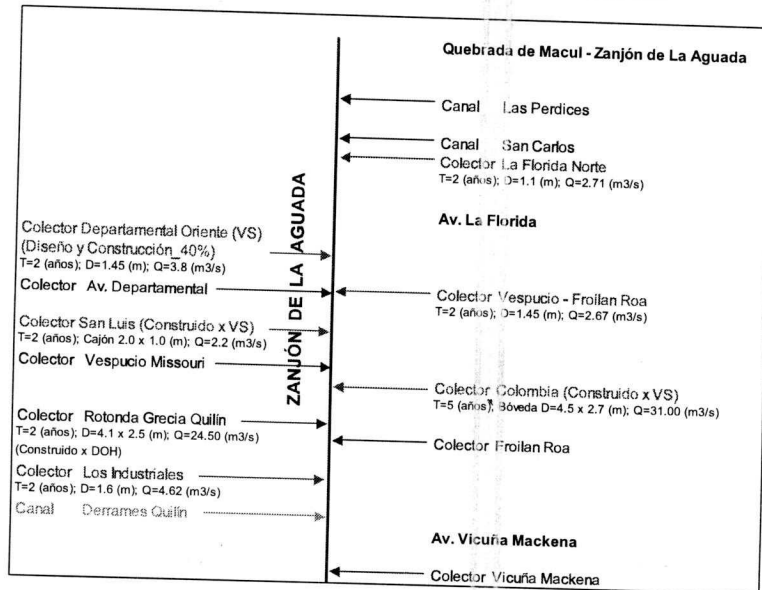 Quebrada de Macul - Zanjón de La Aguada
Canal Las Perdices
Canal San Carlos
Colector La Florida Norte
T=2 (años); D=1.1 (m); Q=2.71 (m3/s)
Av. La Florida
ZANJÓN DE LA AGUADA
Colector Departamental Oriente (VS)
(Diseño y Construcción_40%)
T=2 (años); D=1.45 (m); Q=3.8 (m3/s)
Colector Av. Departamental
Colector Vespucio - Froilan Roa
T=2 (años); D=1.45 (m); Q=2.67 (m3/s)
Colector San Luis (Construido x VS)
T=2 (años); Cajón 2.0 x 1.0 (m); Q=2.2 (m3/s)
Colector Vespucio Missouri
Colector Colombia (Construido x VS)
T=5 (años); Bóveda D=4.5 x 2.7 (m); Q=31.00 (m3/s)
Colector Rotonda Grecia Quilín
T=2 (años); D=4.1 x 2.5 (m); Q=24.50 (m3/s)
(Construido x DOH)
Colector Froilan Roa
Colector Los Industriales
T=2 (años); D=1.6 (m); Q=4.62 (m3/s)
Canal Derrames Quilín
Av. Vicuña Mackena
Colector Vicuña Mackena